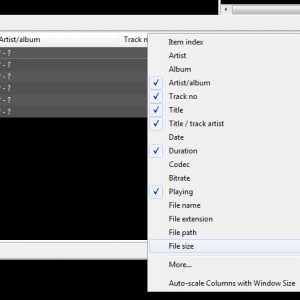 Artist/album Track n
- ?
- ?
- ?
- ?
- ?
- ?
Item index
Artist
Album
Artist/album
Track no
Title
Title / track artist
Date
Duration
Codec
Bitrate
Playing
File name
File extension
File path
File size
More...
Auto-scale Columns with Window Size